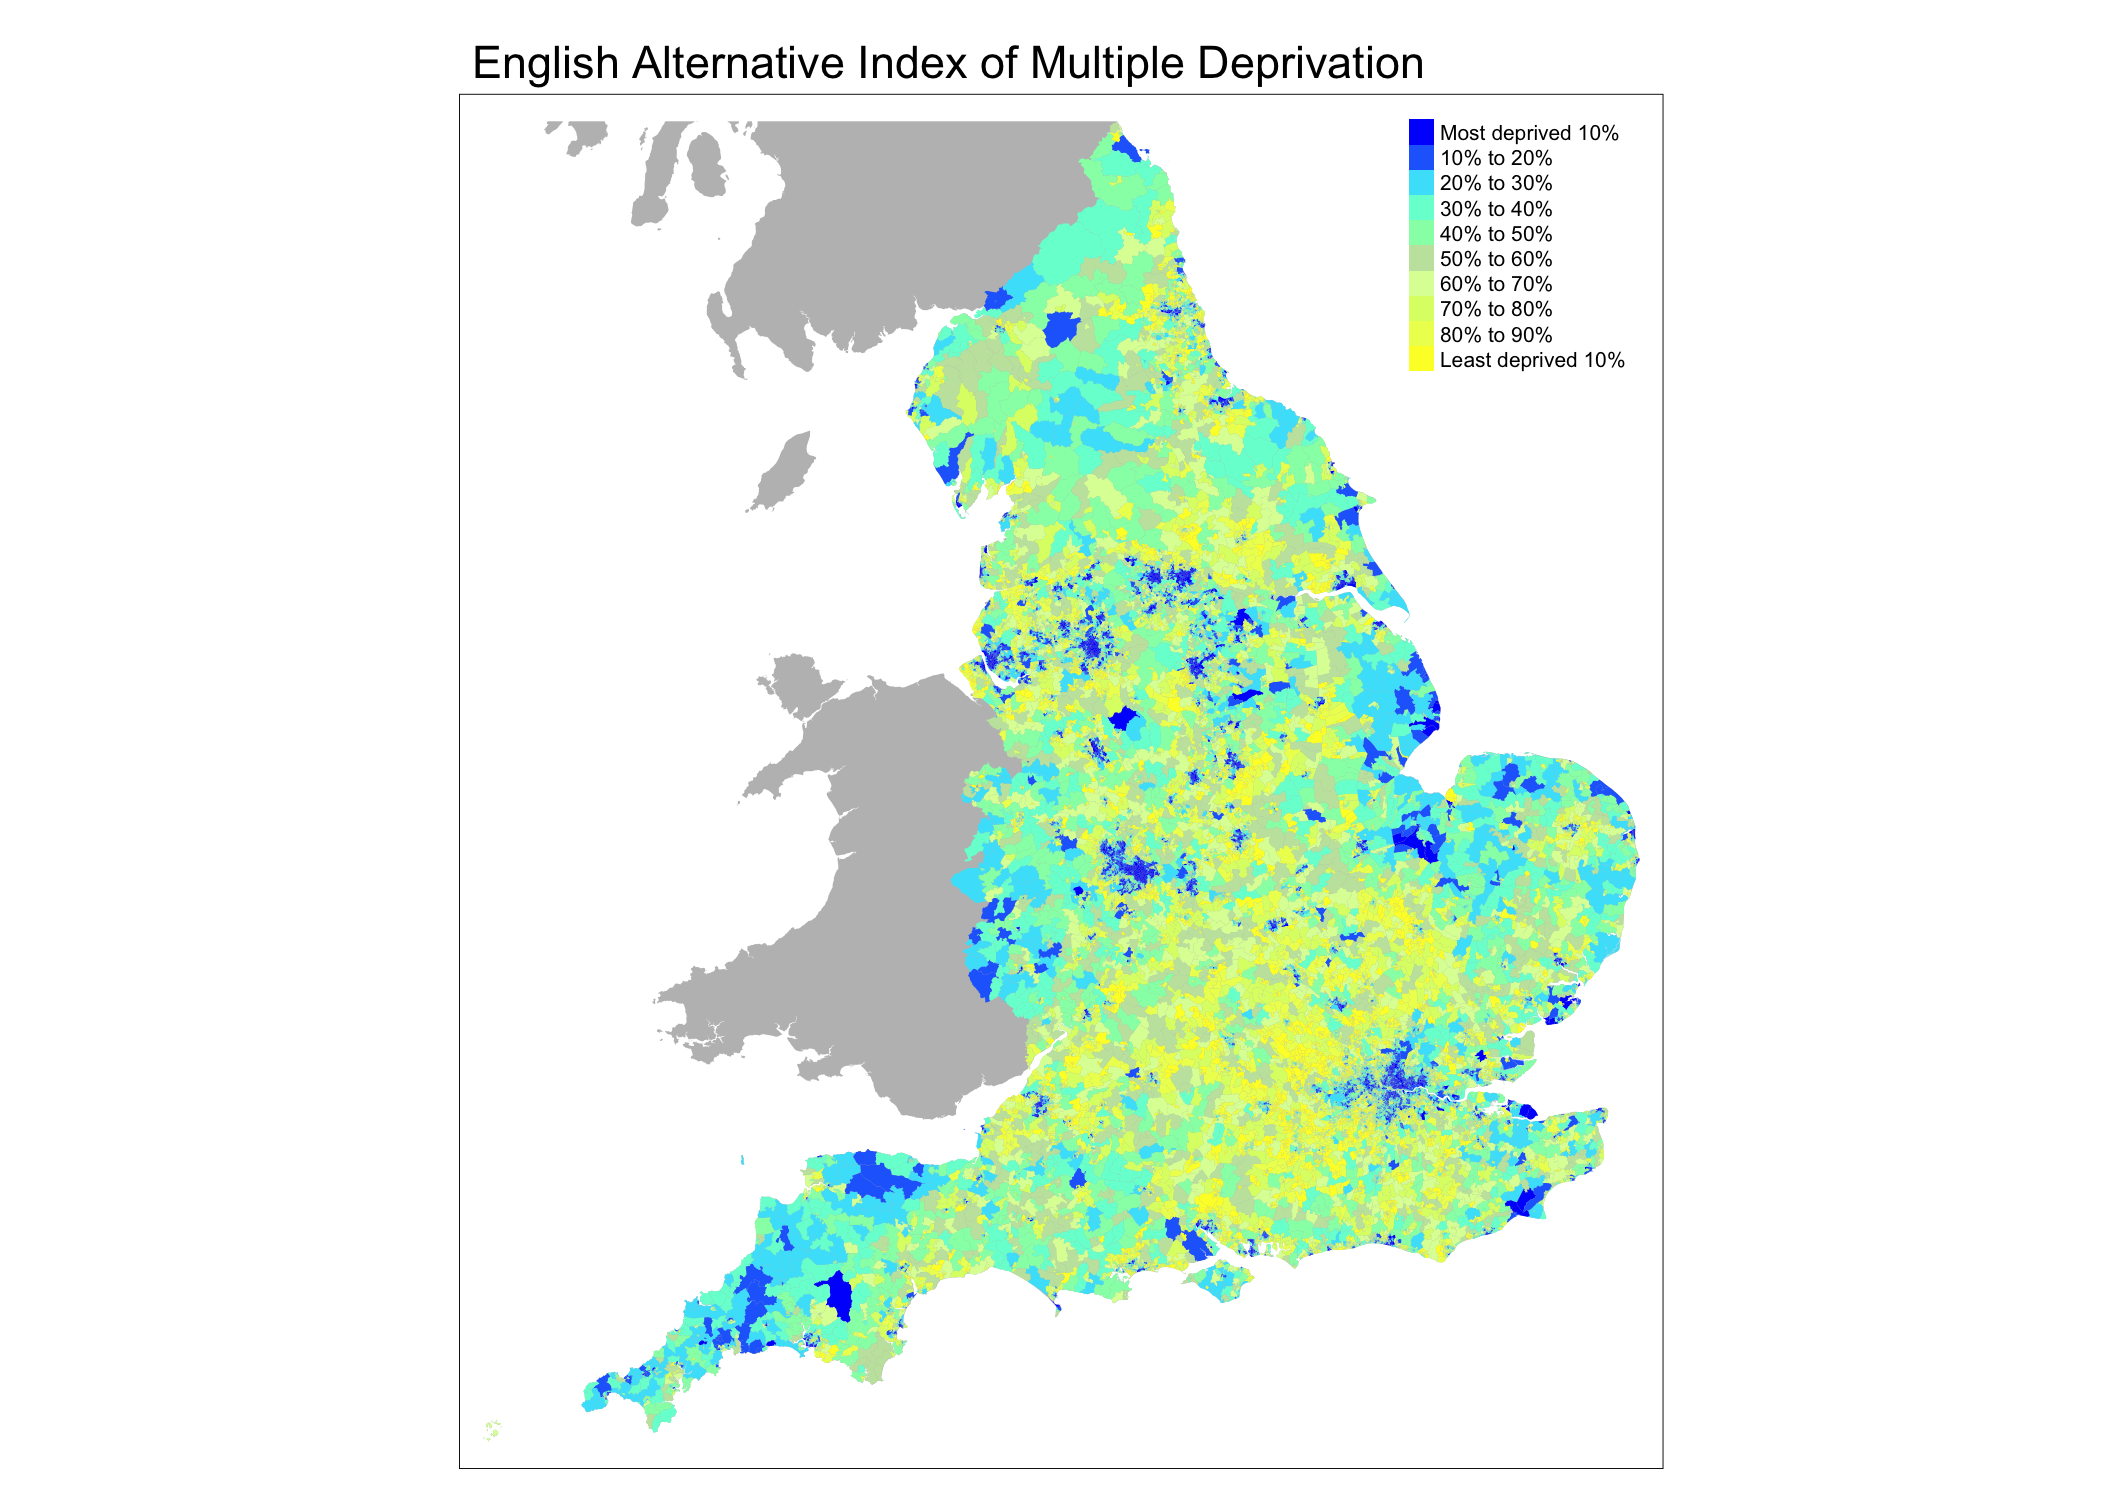 English Alternative Index of Multiple Deprivation
Most deprived 10%
10% to 20%
20% to 30%
30% to 40%
40% to 50%
50% to 60%
60% to 70%
70% to 80%
80% to 90%
Least deprived 10%